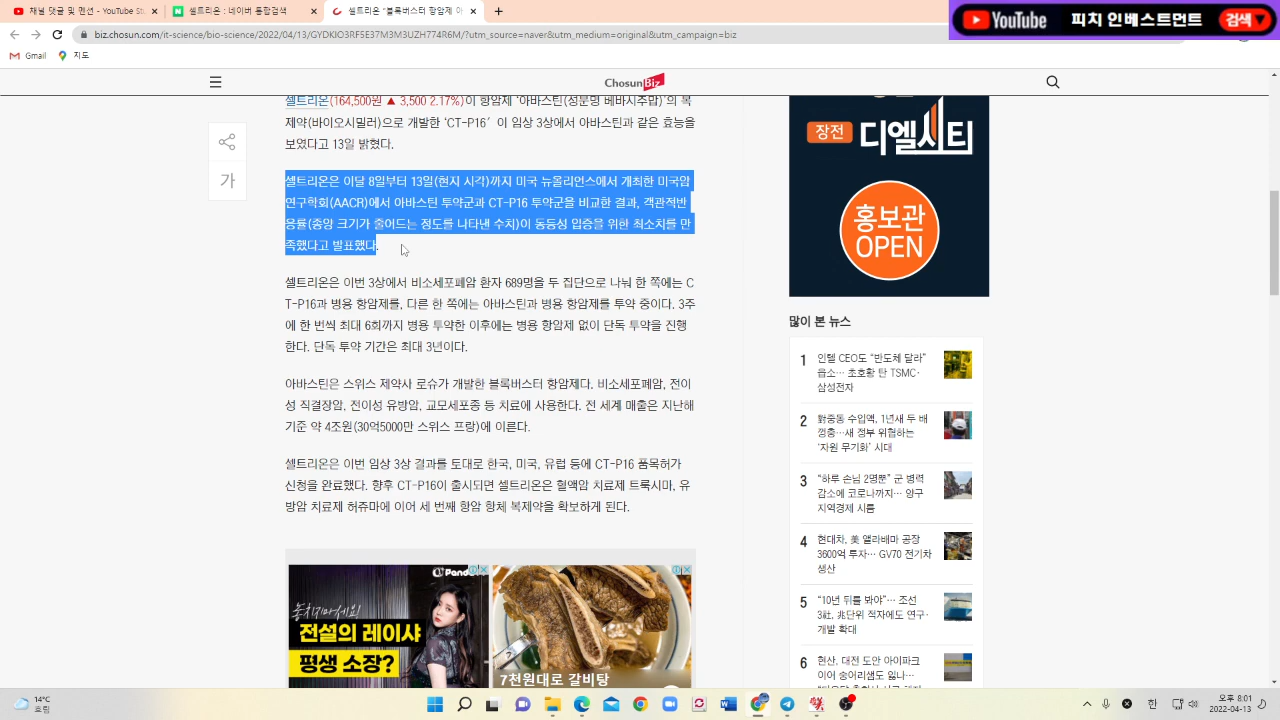 채널 댓글 및 멘션 - YouTube 스
셀트리온 : 네이버 통합검색
셀트리온 "블록버스터 항암제 아
YouTube 피치 인베스트먼트 검색▼
Gmail 지도
ChosunBiz
셀트리온(164,500원 ▲ 3,500 2.17%)이 항암제 '아바스틴(성분명 베바시주맙)'의 복
제약(바이오시밀러)으로 개발한 'CT-P16′ 이 임상 3상에서 아바스틴과 같은 효능을
보였다고 13일 밝혔다.
가
셀트리온은 이달 8일부터 13일(현지 시각)까지 미국 뉴올리언스에서 개최한 미국암
연구학회(AACR)에서 아바스틴 투약군과 CT-P16 투약군을 비교한 결과, 객관적반
응률(종양 크기가 줄어드는 정도를 나타낸 수치)이 동등성 입증을 위한 최소치를 만
족했다고 발표했다.
셀트리온은 이번 3상에서 비소세포폐암 환자 689명을 두 집단으로 나눠 한 쪽에는 C
T-P16과 병용 항암제를, 다른 한 쪽에는 아바스틴과 병용 항암제를 투약 중이다. 3주
에 한 번씩 최대 6회까지 병용 투약한 이후에는 병용 항암제 없이 단독 투약을 진행
한다. 단독 투약 기간은 최대 3년이다.
아바스틴은 스위스 제약사 로슈가 개발한 블록버스터 항암제다. 비소세포폐암, 전이
성 직결장암, 전이성 유방암, 교모세포종 등 치료에 사용한다. 전 세계 매출은 지난해
기준 약 4조원(30억5000만 스위스 프랑)에 이른다.
셀트리온은 이번 임상 3상 결과를 토대로 한국, 미국, 유럽 등에 CT-P16 품목허가
신청을 완료했다. 향후 CT-P16이 출시되면 셀트리온은 혈액암 치료제 트룩시마, 유
방암 치료제 허쥬마에 이어 세 번째 항암 항체 복제약을 확보하게 된다.
장전 디엘시티
홍보관
OPEN
많이 본 뉴스
1 인텔 CEO도 "반도체 달라"
읍소… 초호황 탄 TSMC·
삼성전자
2 對중동 수입액, 1년새 두 배
껑충…새 정부 위협하는
'자원 무기화' 시대
3 "하루 손님 2명뿐" 군 병력
감소에 코로나까지… 양구
지역경제 시름
4 현대차, 美 앨라배마 공장
3600억 투자… GV70 전기차
생산
5 "10년 뒤를 봐야"… 조선
3社, 兆단위 적자에도 연구·
개발 확대
6 현산, 대전 도안 아이파크
이어 숭어리샘도 잃나…
놓치지마세요!
전설의 레이샤
평생 소장?
7천원대로 갈비탕
14°C
흐림
한
오후 8:01
2022-04-13